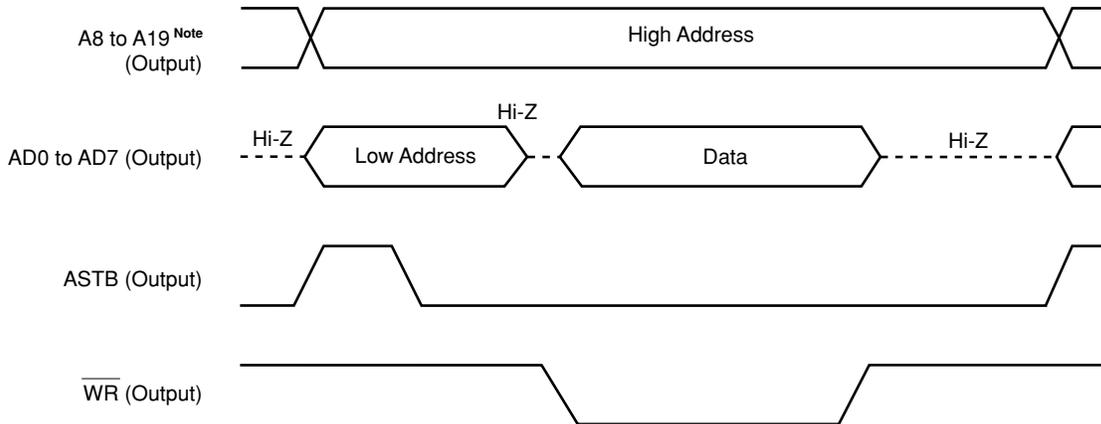 A8 to A19 Note
(Output)
High Address
Hi-Z
Hi-Z
AD0 to AD7 (Output)
Low Address
Data
Hi-Z
ASTB (Output)
WR (Output)